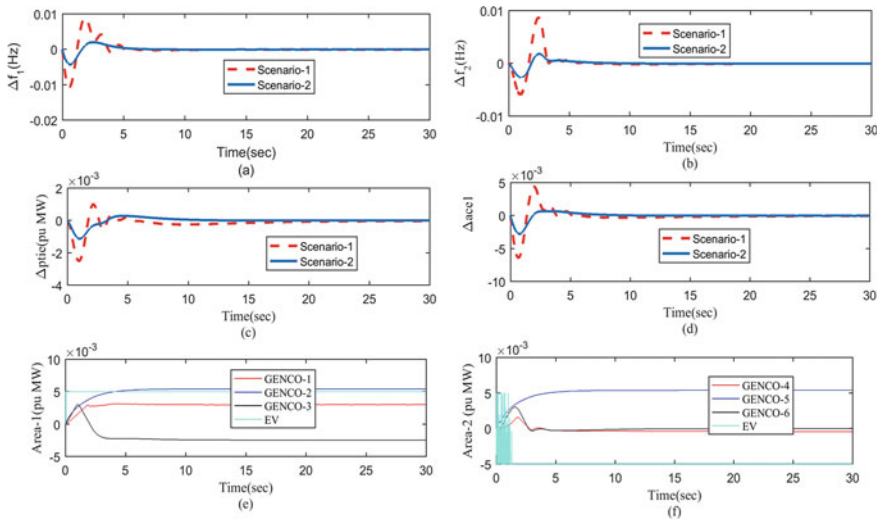 0.01
0
-0.01
-0.02
Δf1(Hz)
Scenario-1
Scenario-2
0 5 10 15 20 25 30
Time(sec)
(a)
0.01
0
-0.01
Δf2(Hz)
Scenario-1
Scenario-2
0 5 10 15 20 25 30
Time(sec)
(b)
×10-3
2
0
-2
-4
Δptie(pu MW)
Scenario-1
Scenario-2
0 5 10 15 20 25 30
Time(sec)
(c)
×10-3
5
0
-5
-10
Δace1
Scenario-1
Scenario-2
0 5 10 15 20 25 30
Time(sec)
(d)
×10-3
10
5
0
-5
Area-1(pu MW)
GENCO-1
GENCO-2
GENCO-3
EV
0 5 10 15 20 25 30
Time(sec)
(e)
×10-3
10
5
0
-5
Area-2 (pu MW)
GENCO-4
GENCO-5
GENCO-6
EV
0 5 10 15 20 25 30
Time(sec)
(f)